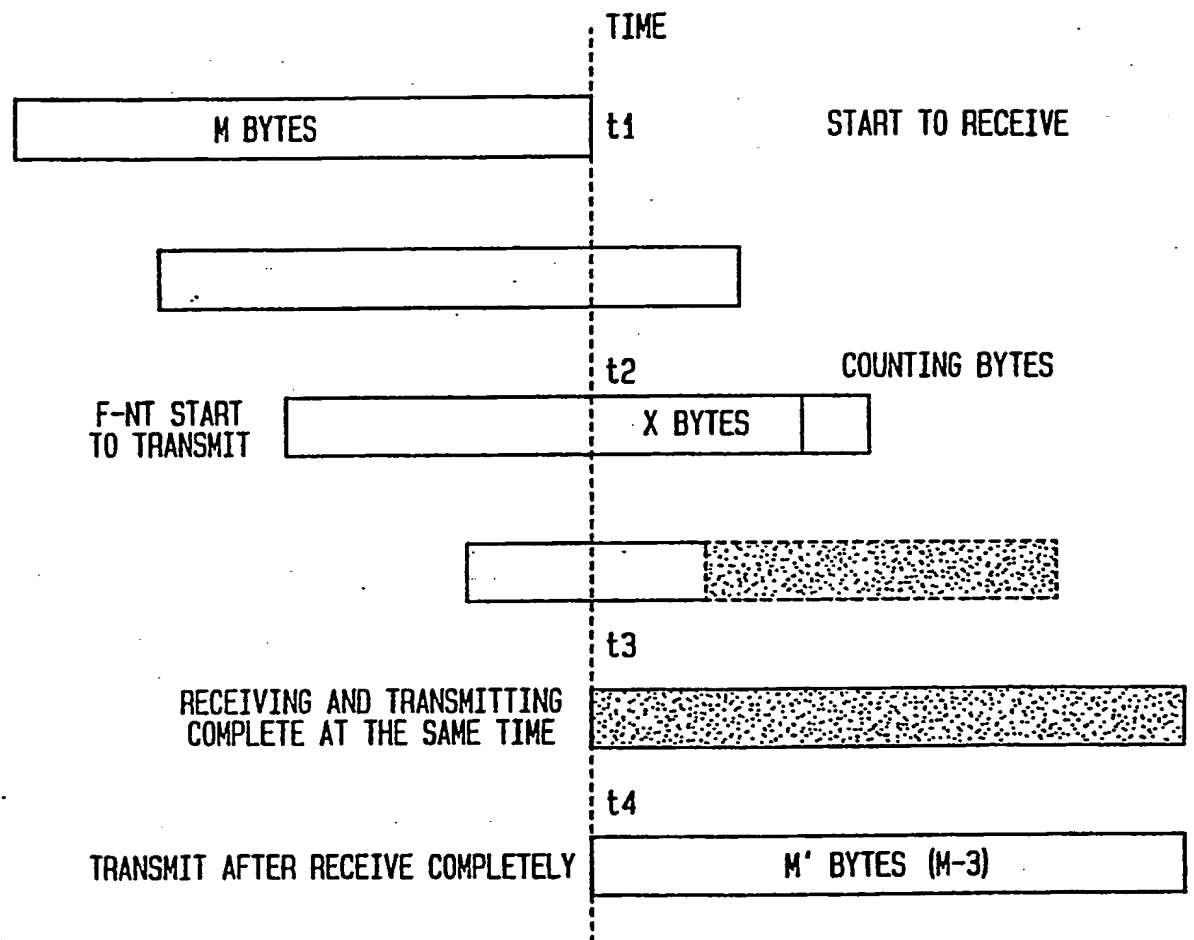 TIME
M BYTES
t1
START TO RECEIVE
t2
COUNTING BYTES
F-NT START
TO TRANSMIT
X BYTES
t3
RECEIVING AND TRANSMITTING
COMPLETE AT THE SAME TIME
t4
TRANSMIT AFTER RECEIVE COMPLETELY
M' BYTES (M-3)